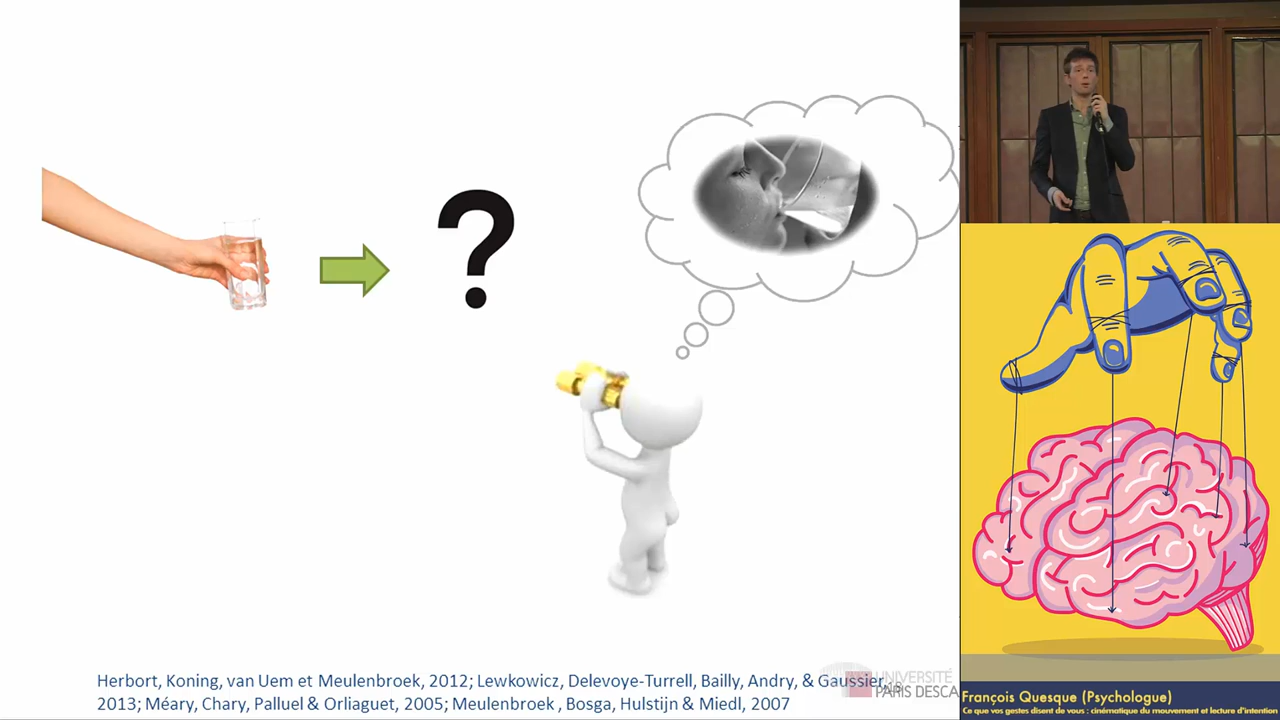 ?
Herbort, Koning, van Uem et Meulenbroek, 2012; Lewkowicz, Delevoye-Turrell, Bailly, Andry, & Gaussier,
2013; Méary, Chary, Palluel & Orliaguet, 2005; Meulenbroek , Bosga, Hulstijn & Miedl, 2007
UNIVERSITÉ
PARIS DESCA
François Quesque (Psychologue)
Ce que vos gestes disent de vous : cinématique du mouvement et lecture d'intention